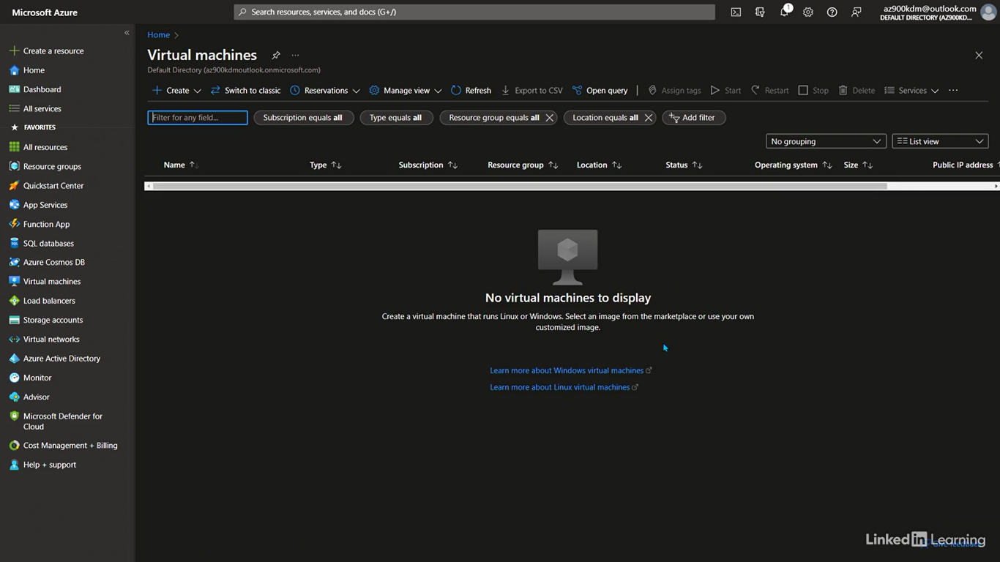 Microsoft Azure
Search resources, services, and docs (G+/)
1
az900kdm@outlook.com
DEFAULT DIRECTORY (AZ900KD...
Create a resource
Home
Dashboard
All services
FAVORITES
All resources
Resource groups
Quickstart Center
App Services
Function App
SQL databases
Azure Cosmos DB
Virtual machines
Load balancers
Storage accounts
Virtual networks
Azure Active Directory
Monitor
Advisor
Microsoft Defender for
Cloud
Cost Management + Billing
Help + support
Home
Virtual machines
...
Default Directory (az900kdmoutlook.onmicrosoft.com)
Create Switch to classic Reservations Manage view Refresh Export to CSV Open query Assign tags Start Restart Stop Delete Services ...
Filter for any field... Subscription equals all Type equals all Resource group equals all Location equals all Add filter
No grouping List view
Name Type Subscription Resource group Location Status Operating system Size Public IP address
No virtual machines to display
Create a virtual machine that runs Linux or Windows. Select an image from the marketplace or use your own
customized image.
Learn more about Windows virtual machines
Learn more about Linux virtual machines
Linked in Learning
Give feedback